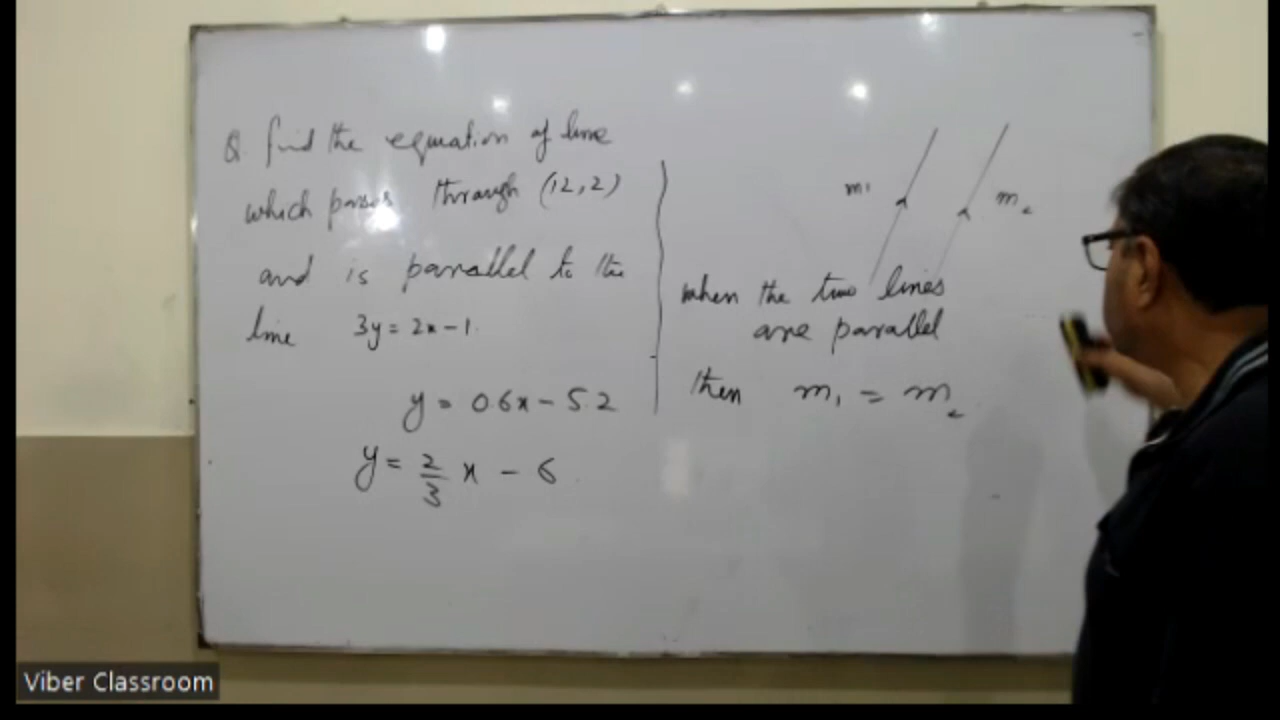 Q. find the equation of line
which passes through (12,2)
and is parallel to the
line 3y = 2x - 1.
y = 0.6x - 5.2
y = 2/3 x - 6
m1 m2
when the two lines
are parallel
then m1 = m2
Viber Classroom